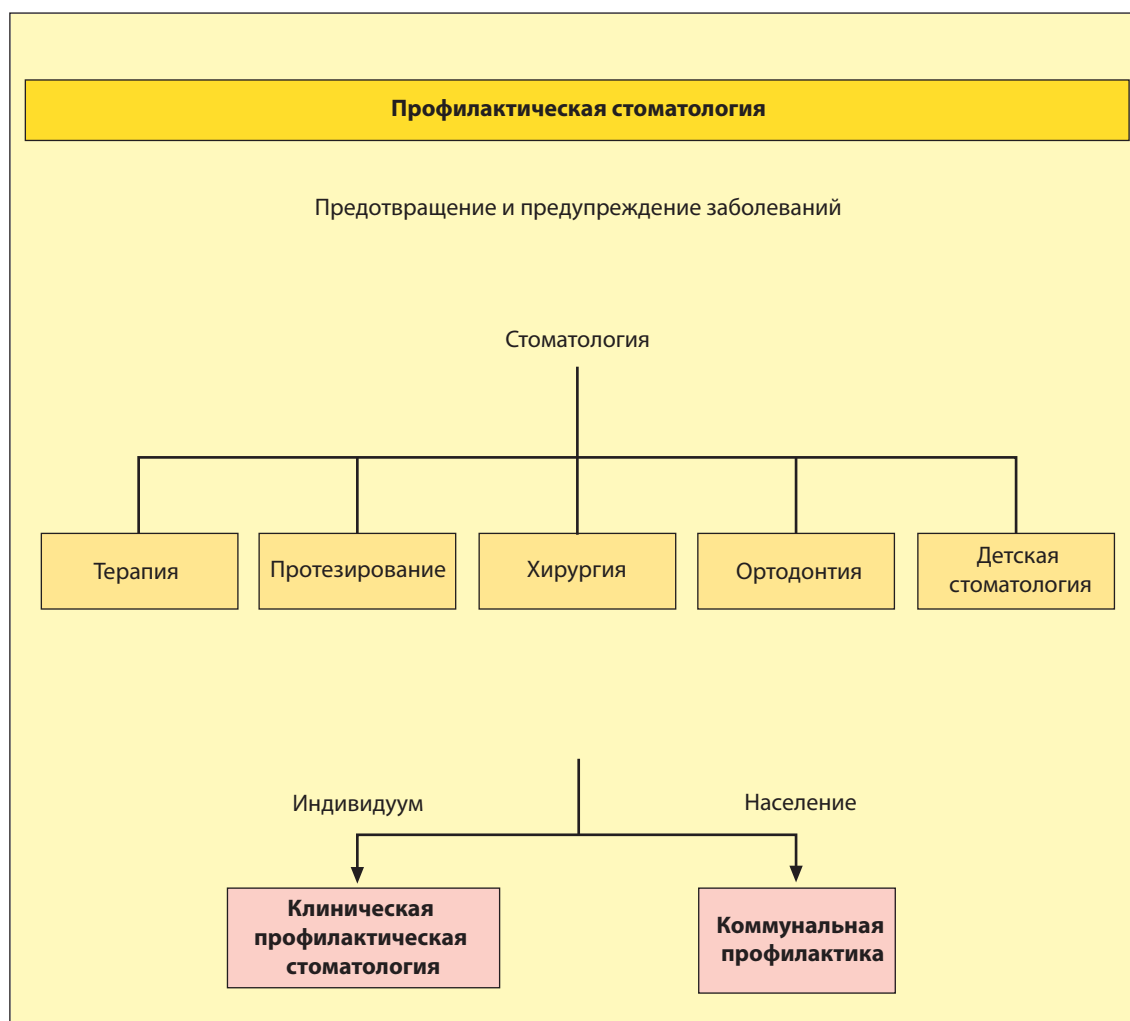 Профилактическая стоматология
Предотвращение и предупреждение заболеваний
Стоматология
Терапия
Протезирование
Хирургия
Ортодонтия
Детская
стоматология
Индивидуум
Население
Клиническая
профилактическая
стоматология
Коммунальная
профилактика